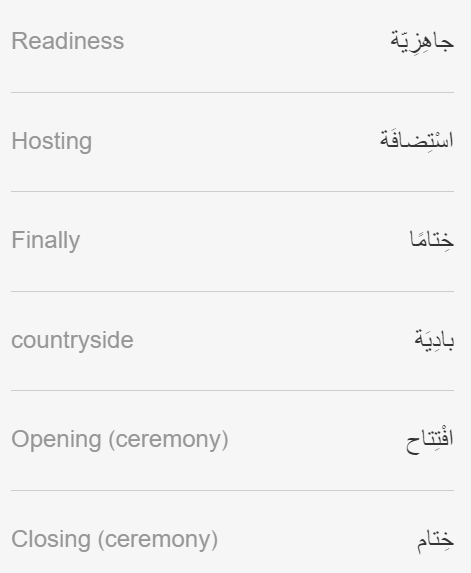 Readiness جاهِزِيّة
Hosting اسْتِضافَة
Finally خِتامًا
countryside بادِيَة
Opening (ceremony) افْتِتاح
Closing (ceremony) خِتام